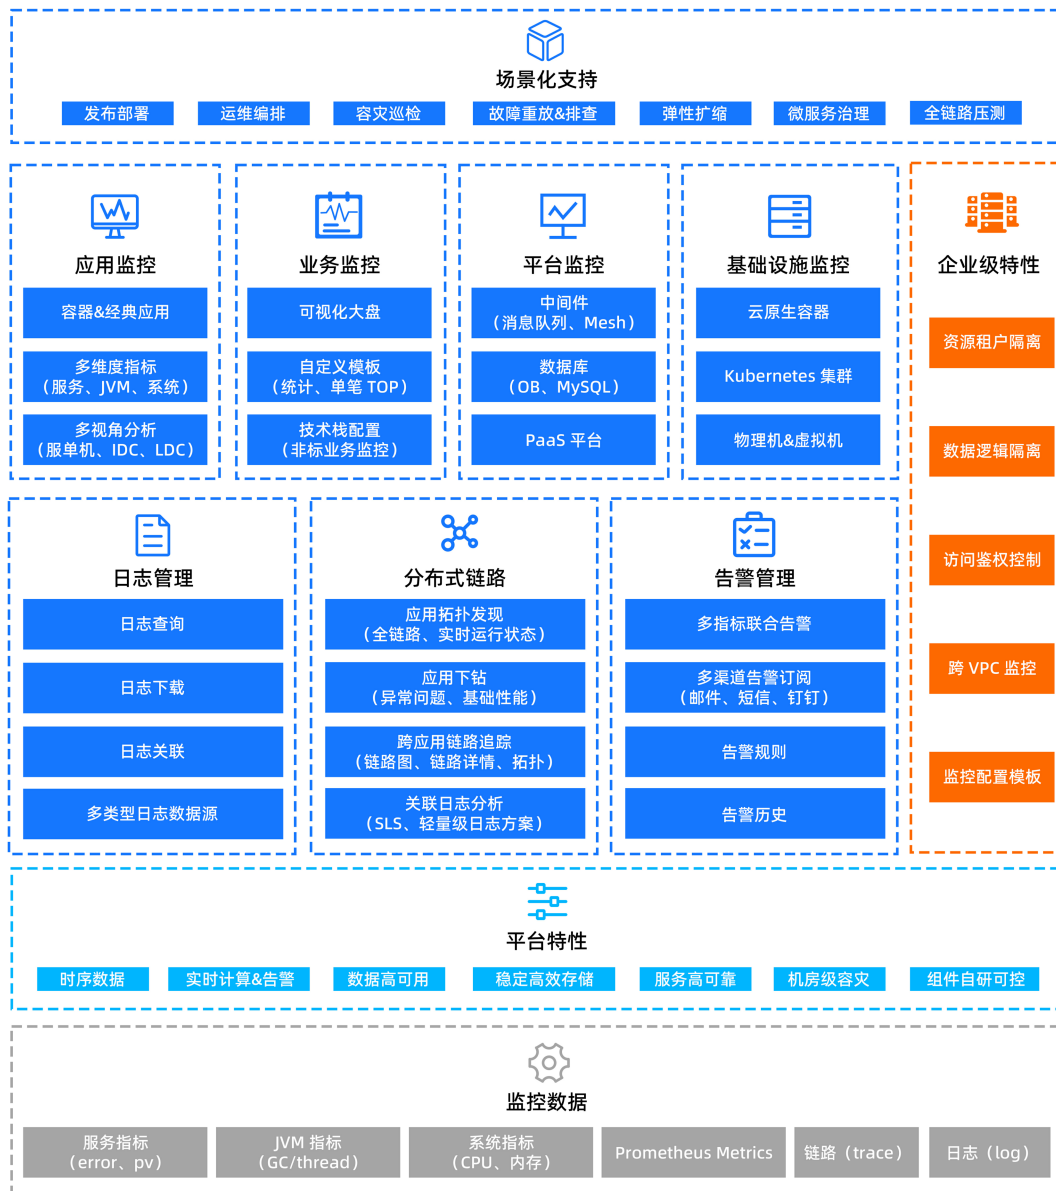 场景化支持
发布部署
运维编排
容灾巡检
故障重放&排查
弹性扩缩
微服务治理
全链路压测
应用监控
容器&经典应用
多维度指标
（服务、JVM、系统）
多视角分析
（服单机、IDC、LDC）
业务监控
可视化大盘
自定义模板
（统计、单笔 TOP）
技术栈配置
（非标业务监控）
平台监控
中间件
（消息队列、Mesh）
数据库
（OB、MySQL）
PaaS 平台
基础设施监控
云原生容器
Kubernetes 集群
物理机&虚拟机
企业级特性
资源租户隔离
数据逻辑隔离
访问鉴权控制
跨 VPC 监控
监控配置模板
日志管理
日志查询
日志下载
日志关联
多类型日志数据源
分布式链路
应用拓扑发现
（全链路、实时运行状态）
应用下钻
（异常问题、基础性能）
跨应用链路追踪
（链路图、链路详情、拓扑）
关联日志分析
（SLS、轻量级日志方案）
告警管理
多指标联合告警
多渠道告警订阅
（邮件、短信、钉钉）
告警规则
告警历史
平台特性
时序数据
实时计算&告警
数据高可用
稳定高效存储
服务高可靠
机房级容灾
组件自研可控
监控数据
服务指标
（error、pv）
JVM 指标
（GC/thread）
系统指标
（CPU、内存）
Prometheus Metrics
链路（trace）
日志（log）